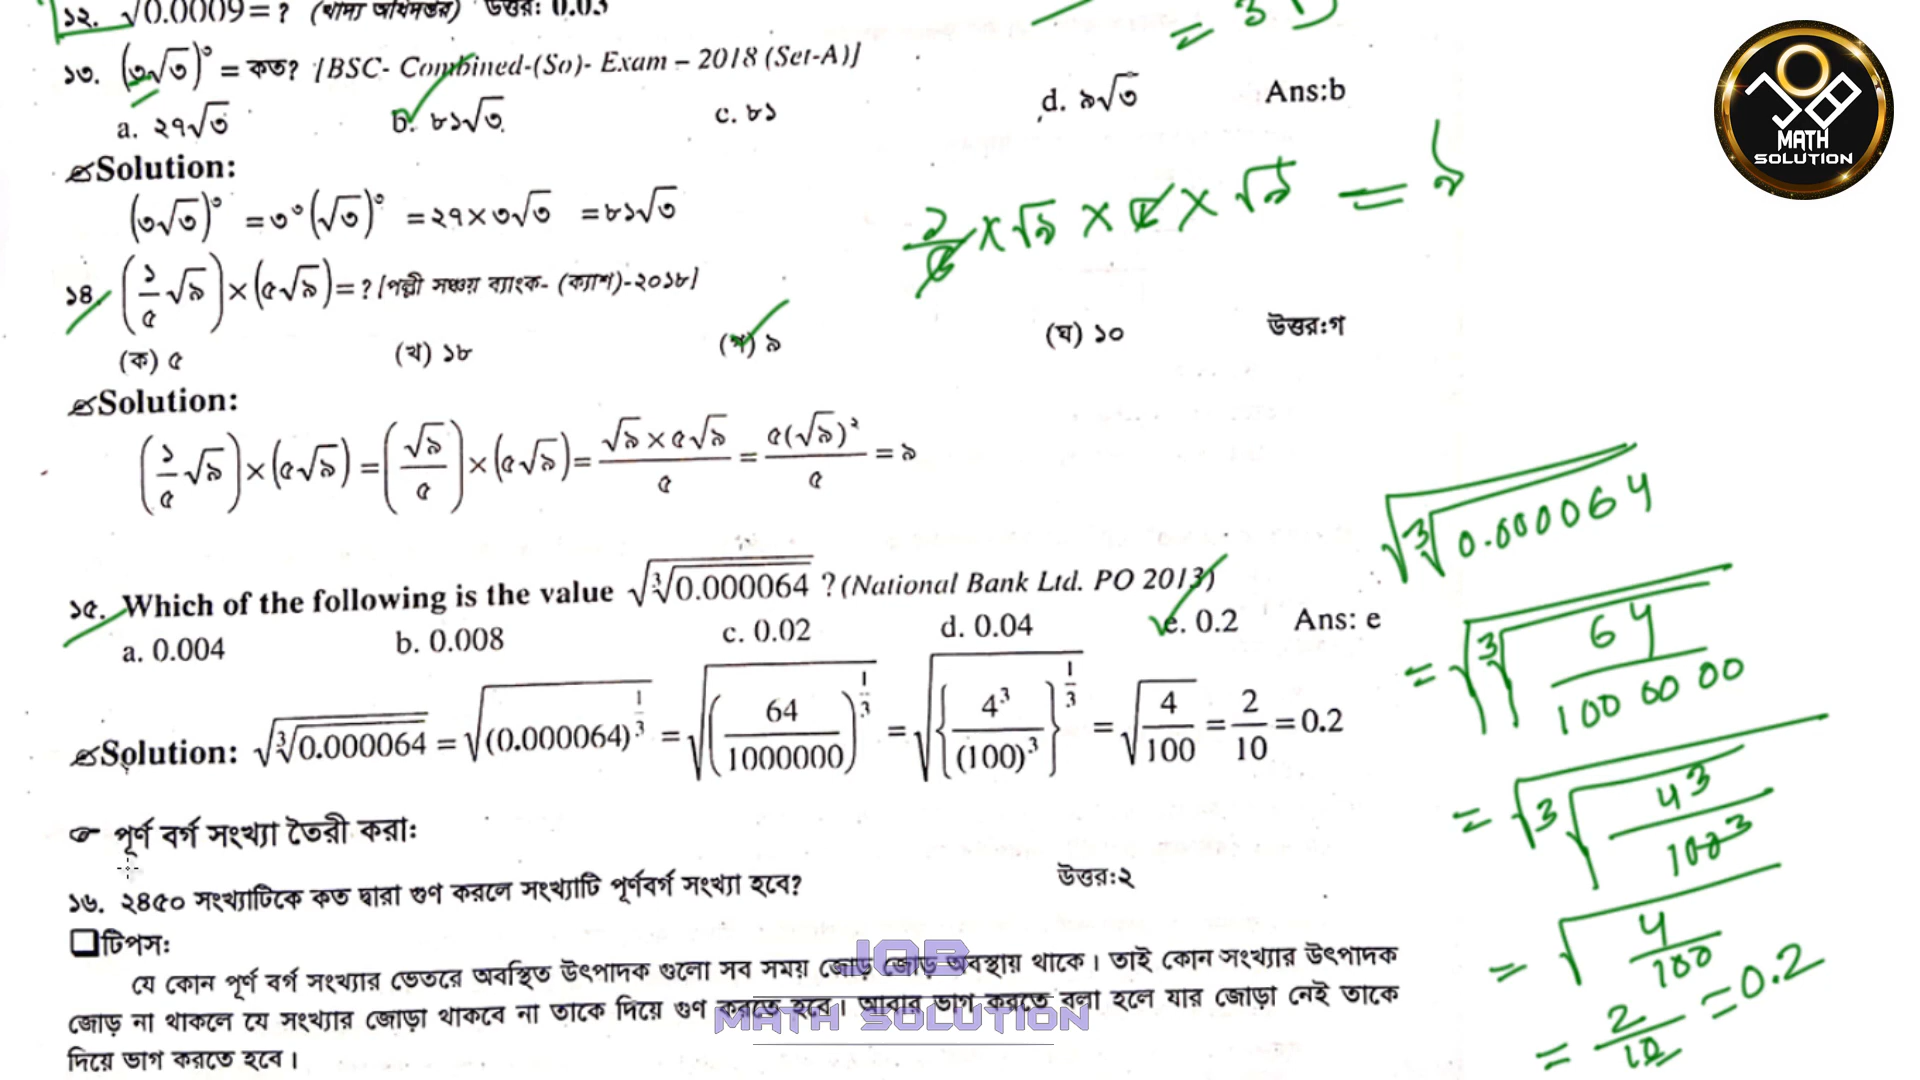 ১২. √0.0009 = ? (খাদ্য অধিদপ্তর) উত্তর: 0.03
১৩. (৩√৩)³ = কত? [BSC- Combined-(So)- Exam – 2018 (Set-A)]
a. ২৭√৩ b. ৮১√৩ c. ৮১ d. ৯√৩ Ans:b
Solution:
(৩√৩)³ = ৩³(√৩)³ = ২৭×৩√৩ = ৮১√৩
১/৫ × √৯ × ৫ × √৯ = ৯
১৪. (১/৫ √৯)×(৫√৯) = ? [পল্লী সঞ্চয় ব্যাংক- (ক্যাশ)-২০১৮]
(ক) ৫ (খ) ১৮ (গ) ৯ (ঘ) ১০ উত্তর:গ
Solution:
(১/৫ √৯)×(৫√৯) = (√৯/৫)×(৫√৯) = √৯×৫√৯/৫ = ৫(√৯)²/৫ = ৯
১৫. Which of the following is the value √∛0.000064 ? (National Bank Ltd. PO 2013)
a. 0.004 b. 0.008 c. 0.02 d. 0.04 e. 0.2 Ans: e
Solution: √∛0.000064 = √(0.000064)^1/3 = √(64/1000000 0)^1/3 = √{4³/(100)³}^1/3 = √4/100 = 2/10 = 0.2
√∛0.000064
= √∛64/1000000
= √∛4³/100³
= √4/100
= 2/10 = 0.2
পূর্ণ বর্গ সংখ্যা তৈরী করা:
১৬. ২৪৫০ সংখ্যাটিকে কত দ্বারা গুণ করলে সংখ্যাটি পূর্ণবর্গ সংখ্যা হবে? উত্তর:২
টিপস:
যে কোন পূর্ণ বর্গ সংখ্যার ভেতরে অবস্থিত উৎপাদক গুলো সব সময় জোড় জোড় অবস্থায় থাকে। তাই কোন সংখ্যার উৎপাদক
জোড় না থাকলে যে সংখ্যার জোড়া থাকবে না তাকে দিয়ে গুণ করতে হবে। আবার ভাগ করতে বলা হলে যার জোড়া নেই তাকে
দিয়ে ভাগ করতে হবে।
JOB
MATH SOLUTION
MATH
SOLUTION